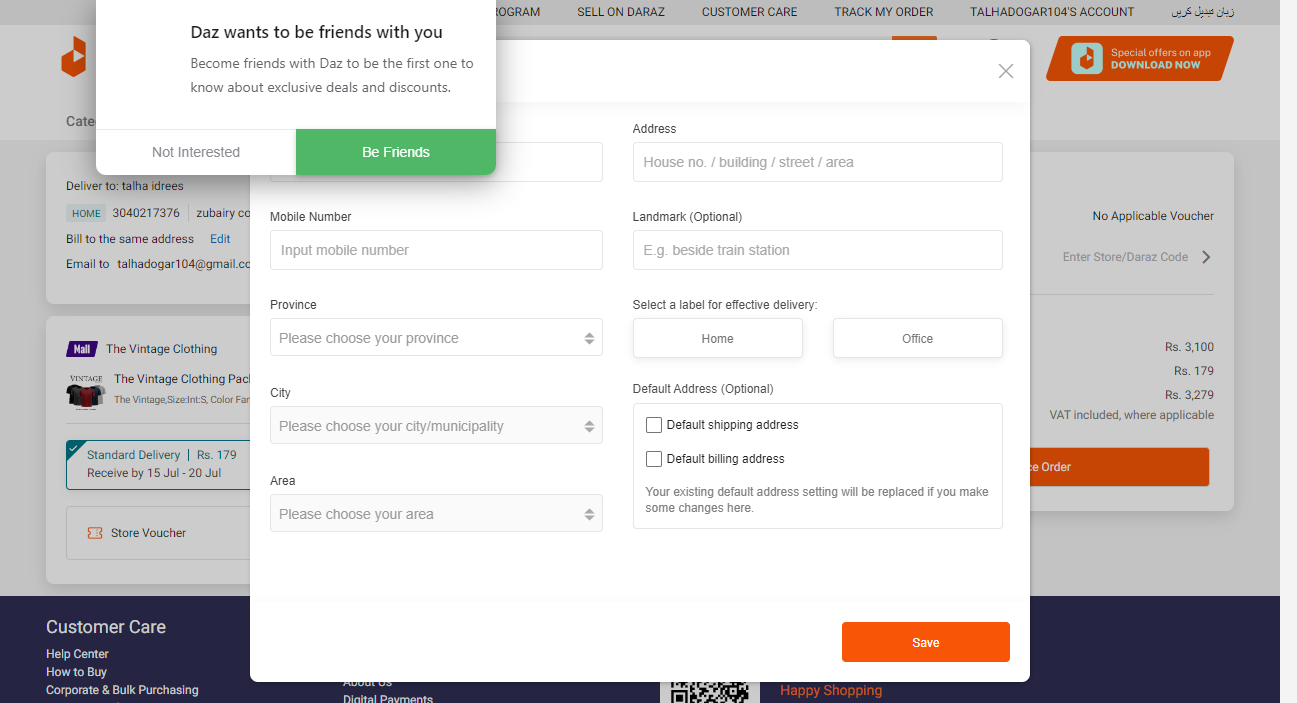 ROGRAM SELL ON DARAZ CUSTOMER CARE TRACK MY ORDER TALHADOGAR104'S ACCOUNT زبان تبدیل کریں
Daz wants to be friends with you
Become friends with Daz to be the first one to
know about exclusive deals and discounts.
Not Interested Be Friends
Special offers on app
DOWNLOAD NOW
Cate
Address
House no. / building / street / area
Mobile Number
Input mobile number
Landmark (Optional)
E.g. beside train station
Province
Please choose your province
Select a label for effective delivery:
Home Office
City
Please choose your city/municipality
Default Address (Optional)
Default shipping address
Default billing address
Your existing default address setting will be replaced if you make
some changes here.
Area
Please choose your area
Save
Deliver to: talha idrees
HOME 3040217376 zubairy co
Bill to the same address Edit
Email to talhadogar104@gmail.co
Mall The Vintage Clothing
VINTAGE
The Vintage Clothing Pac
The Vintage,Size:Int:S, Color Fam
Standard Delivery | Rs. 179
Receive by 15 Jul - 20 Jul
Store Voucher
No Applicable Voucher
Enter Store/Daraz Code
Rs. 3,100
Rs. 179
Rs. 3,279
VAT included, where applicable
ce Order
Customer Care
Help Center
How to Buy
Corporate & Bulk Purchasing
About Us
Digital Payments
Happy Shopping